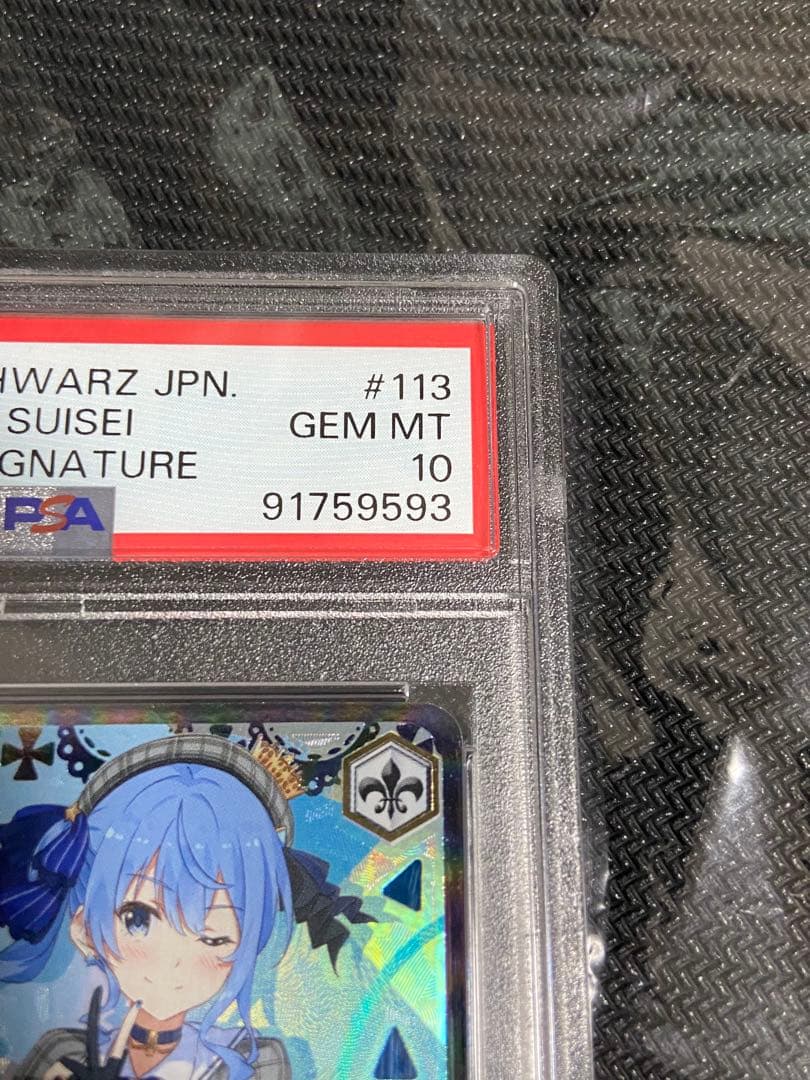 HWARZ JPN. #113
SUISEI GEM MT
GNATURE 10
PSA 91759593